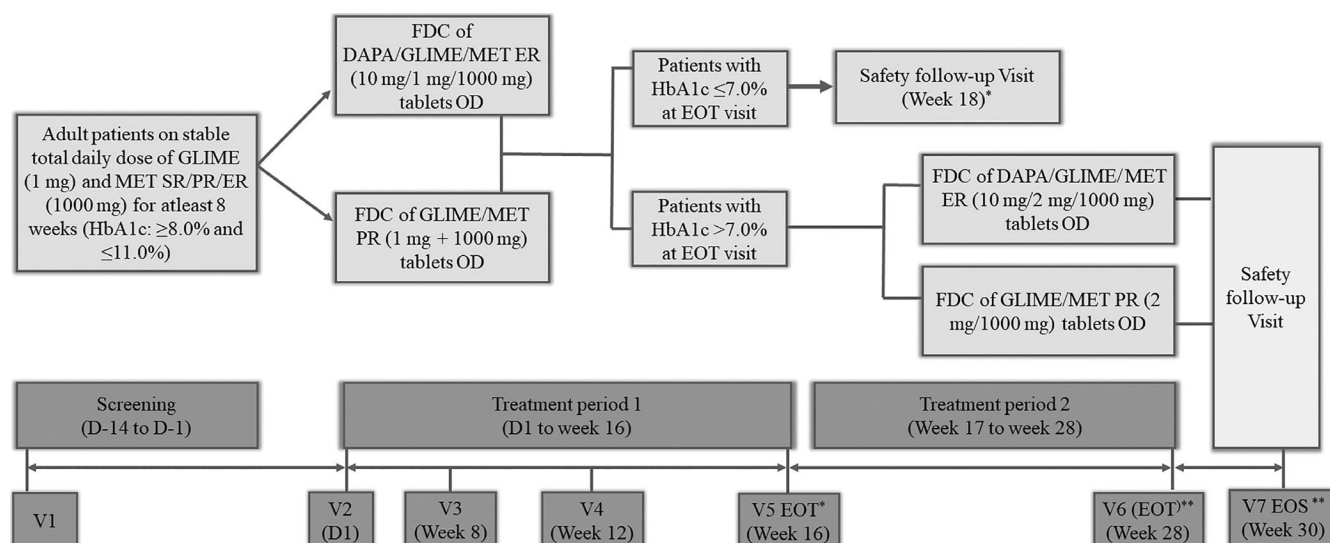 FDC of
DAPA/GLIME/MET ER
(10 mg/1 mg/1000 mg)
tablets OD
Patients with
HbA1c ≤7.0%
at EOT visit
Safety follow-up Visit
(Week 18)*
Adult patients on stable
total daily dose of GLIME
(1 mg) and MET SR/PR/ER
(1000 mg) for atleast 8
weeks (HbA1c: ≥8.0% and
≤11.0%)
FDC of GLIME/MET
PR (1 mg + 1000 mg)
tablets OD
Patients with
HbA1c >7.0%
at EOT visit
FDC of DAPA/GLIME/MET
ER (10 mg/2 mg/1000 mg)
tablets OD
FDC of GLIME/MET PR (2
mg/1000 mg) tablets OD
Safety
follow-up
Visit
Screening
(D-14 to D-1)
Treatment period 1
(D1 to week 16)
Treatment period 2
(Week 17 to week 28)
V1
V2
(D1)
V3
(Week 8)
V4
(Week 12)
V5 EOT*
(Week 16)
V6 (EOT)**
(Week 28)
V7 EOS **
(Week 30)